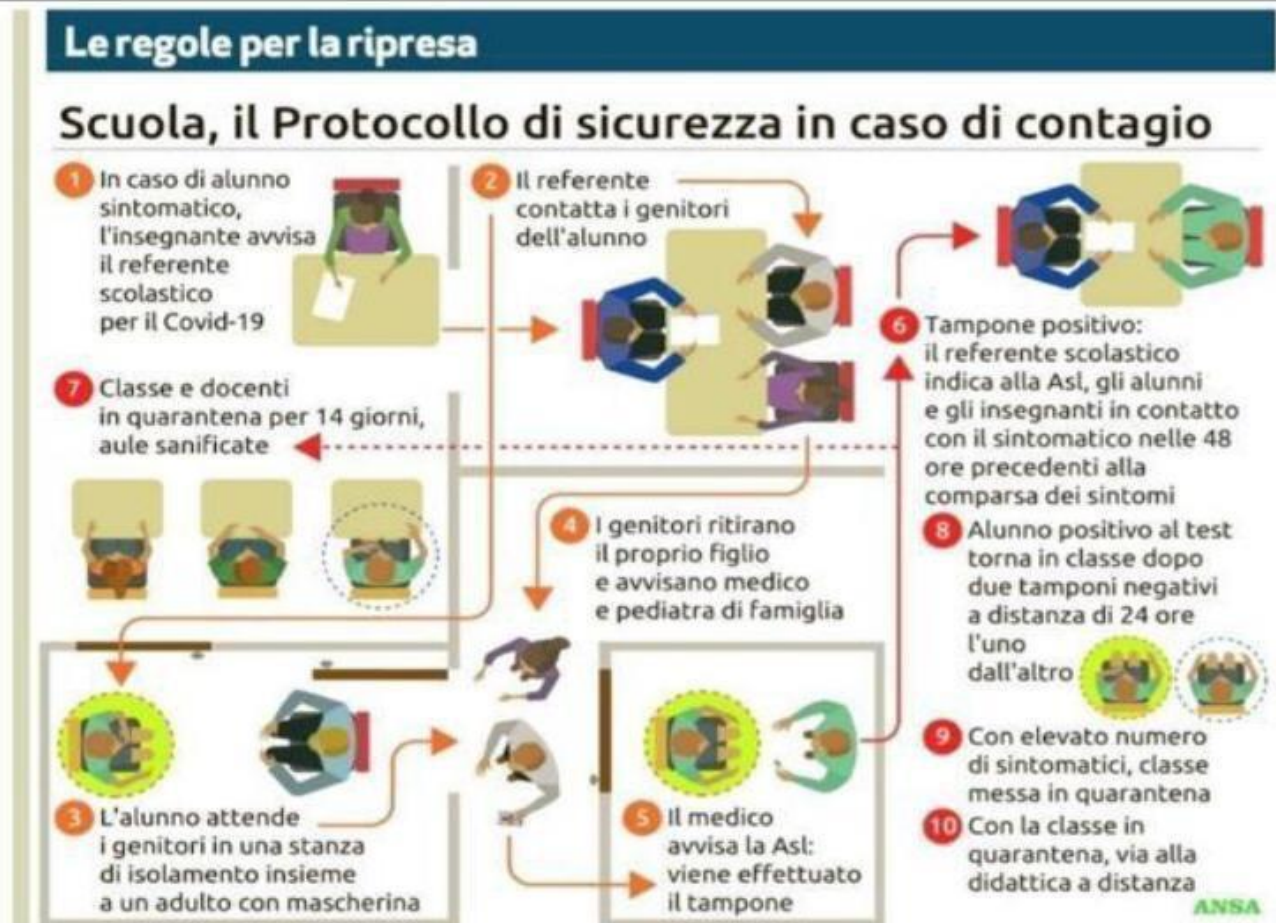 Le regole per la ripresa
Scuola, il Protocollo di sicurezza in caso di contagio
1 In caso di alunno
sintomatico,
l'insegnante avvisa
il referente
scolastico
per il Covid-19
2 Il referente
contatta i genitori
dell'alunno
3 L'alunno attende
i genitori in una stanza
di isolamento insieme
a un adulto con mascherina
4 I genitori ritirano
il proprio figlio
e avvisano medico
e pediatra di famiglia
5 Il medico
avvisa la Asl:
viene effettuato
il tampone
6 Tampone positivo:
il referente scolastico
indica alla Asl, gli alunni
e gli insegnanti in contatto
con il sintomatico nelle 48
ore precedenti alla
comparsa dei sintomi
7 Classe e docenti
in quarantena per 14 giorni,
aule sanificate
8 Alunno positivo al test
torna in classe dopo
due tamponi negativi
a distanza di 24 ore
l'uno
dall'altro
9 Con elevato numero
di sintomatici, classe
messa in quarantena
10 Con la classe in
quarantena, via alla
didattica a distanza
ANSA